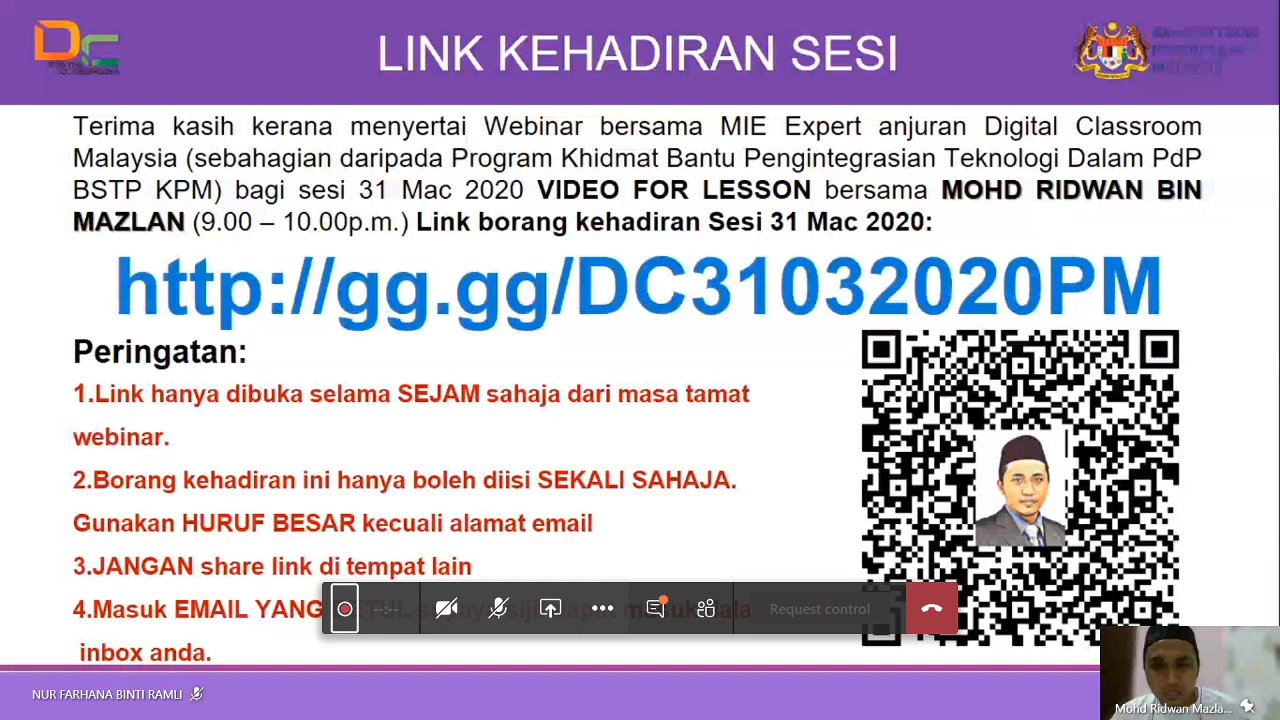 LNK KEHADIRAN SESI
Terima kasih kerana menyertai Webinar bersama MIE Expert anjuran Digital Classroom
Malaysia (sebahagian daripada Program Khidmat Bantu Pengintegrasian Teknologi Dalam PdP
BSTP KPM) bagi sesi 31 Mac 2020 VIDEO FOR LESSON bersama MOHD RIDWAN BIN
MAZLAN (9.00 – 10.00p.m.) Link borang kehadiran Sesi 31 Mac 2020:
http://gg.gg/DC31032020PM
Peringatan:
1.Link hanya dibuka selama SEJAM sahaja dari masa tamat
webinar.
2.Borang kehadiran ini hanya boleh diisi SEKALI SAHAJA.
Gunakan HURUF BESAR kecuali alamat email
3.JANGAN share link di tempat lain
4.Masuk EMAIL YANG
inbox anda.
--:--
Request control
NUR FARHANA BINTI RAMLI
Mohd Ridwan Mazla...